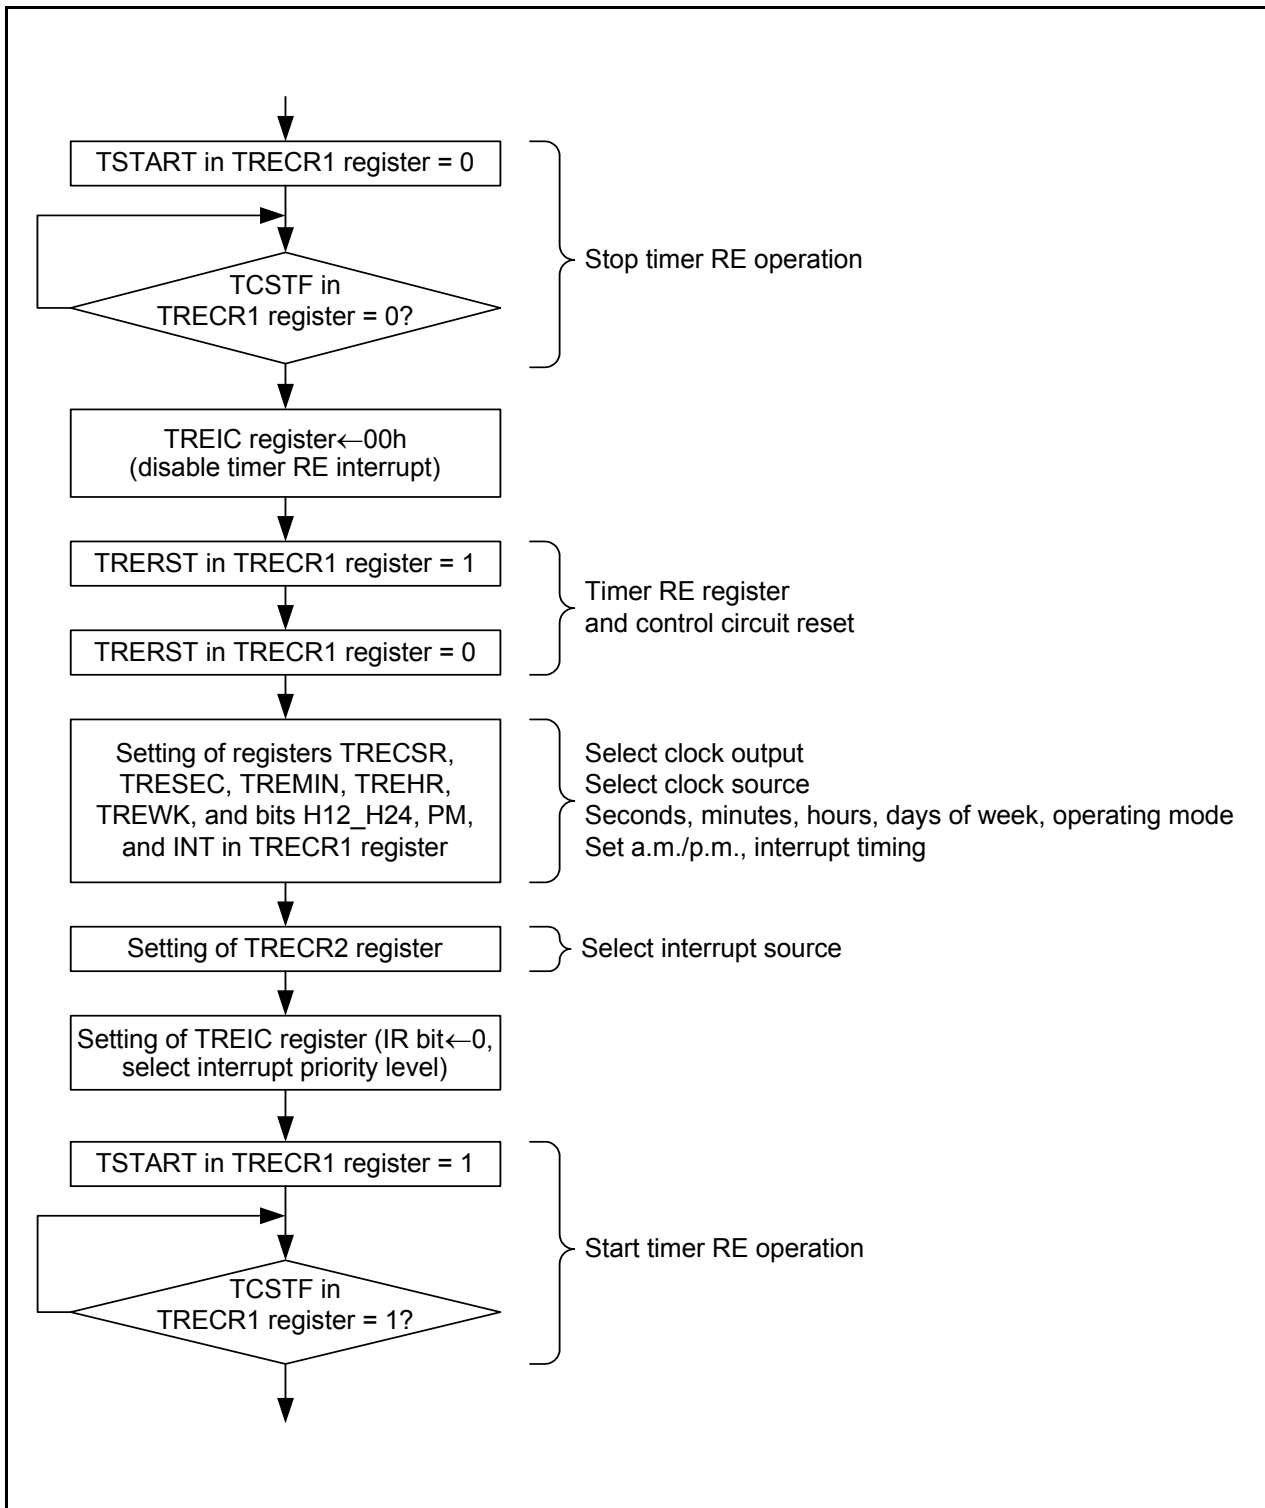 TSTART in TRECR1 register = 0
Stop timer RE operation
TCSTF in
TRECR1 register = 0?
TREIC register←00h
(disable timer RE interrupt)
TRERST in TRECR1 register = 1
Timer RE register
and control circuit reset
TRERST in TRECR1 register = 0
Setting of registers TRECSR,
TRESEC, TREMIN, TREHR,
TREWK, and bits H12_H24, PM,
and INT in TRECR1 register
Select clock output
Select clock source
Seconds, minutes, hours, days of week, operating mode
Set a.m./p.m., interrupt timing
Setting of TRECR2 register
Select interrupt source
Setting of TREIC register (IR bit←0,
select interrupt priority level)
TSTART in TRECR1 register = 1
Start timer RE operation
TCSTF in
TRECR1 register = 1?